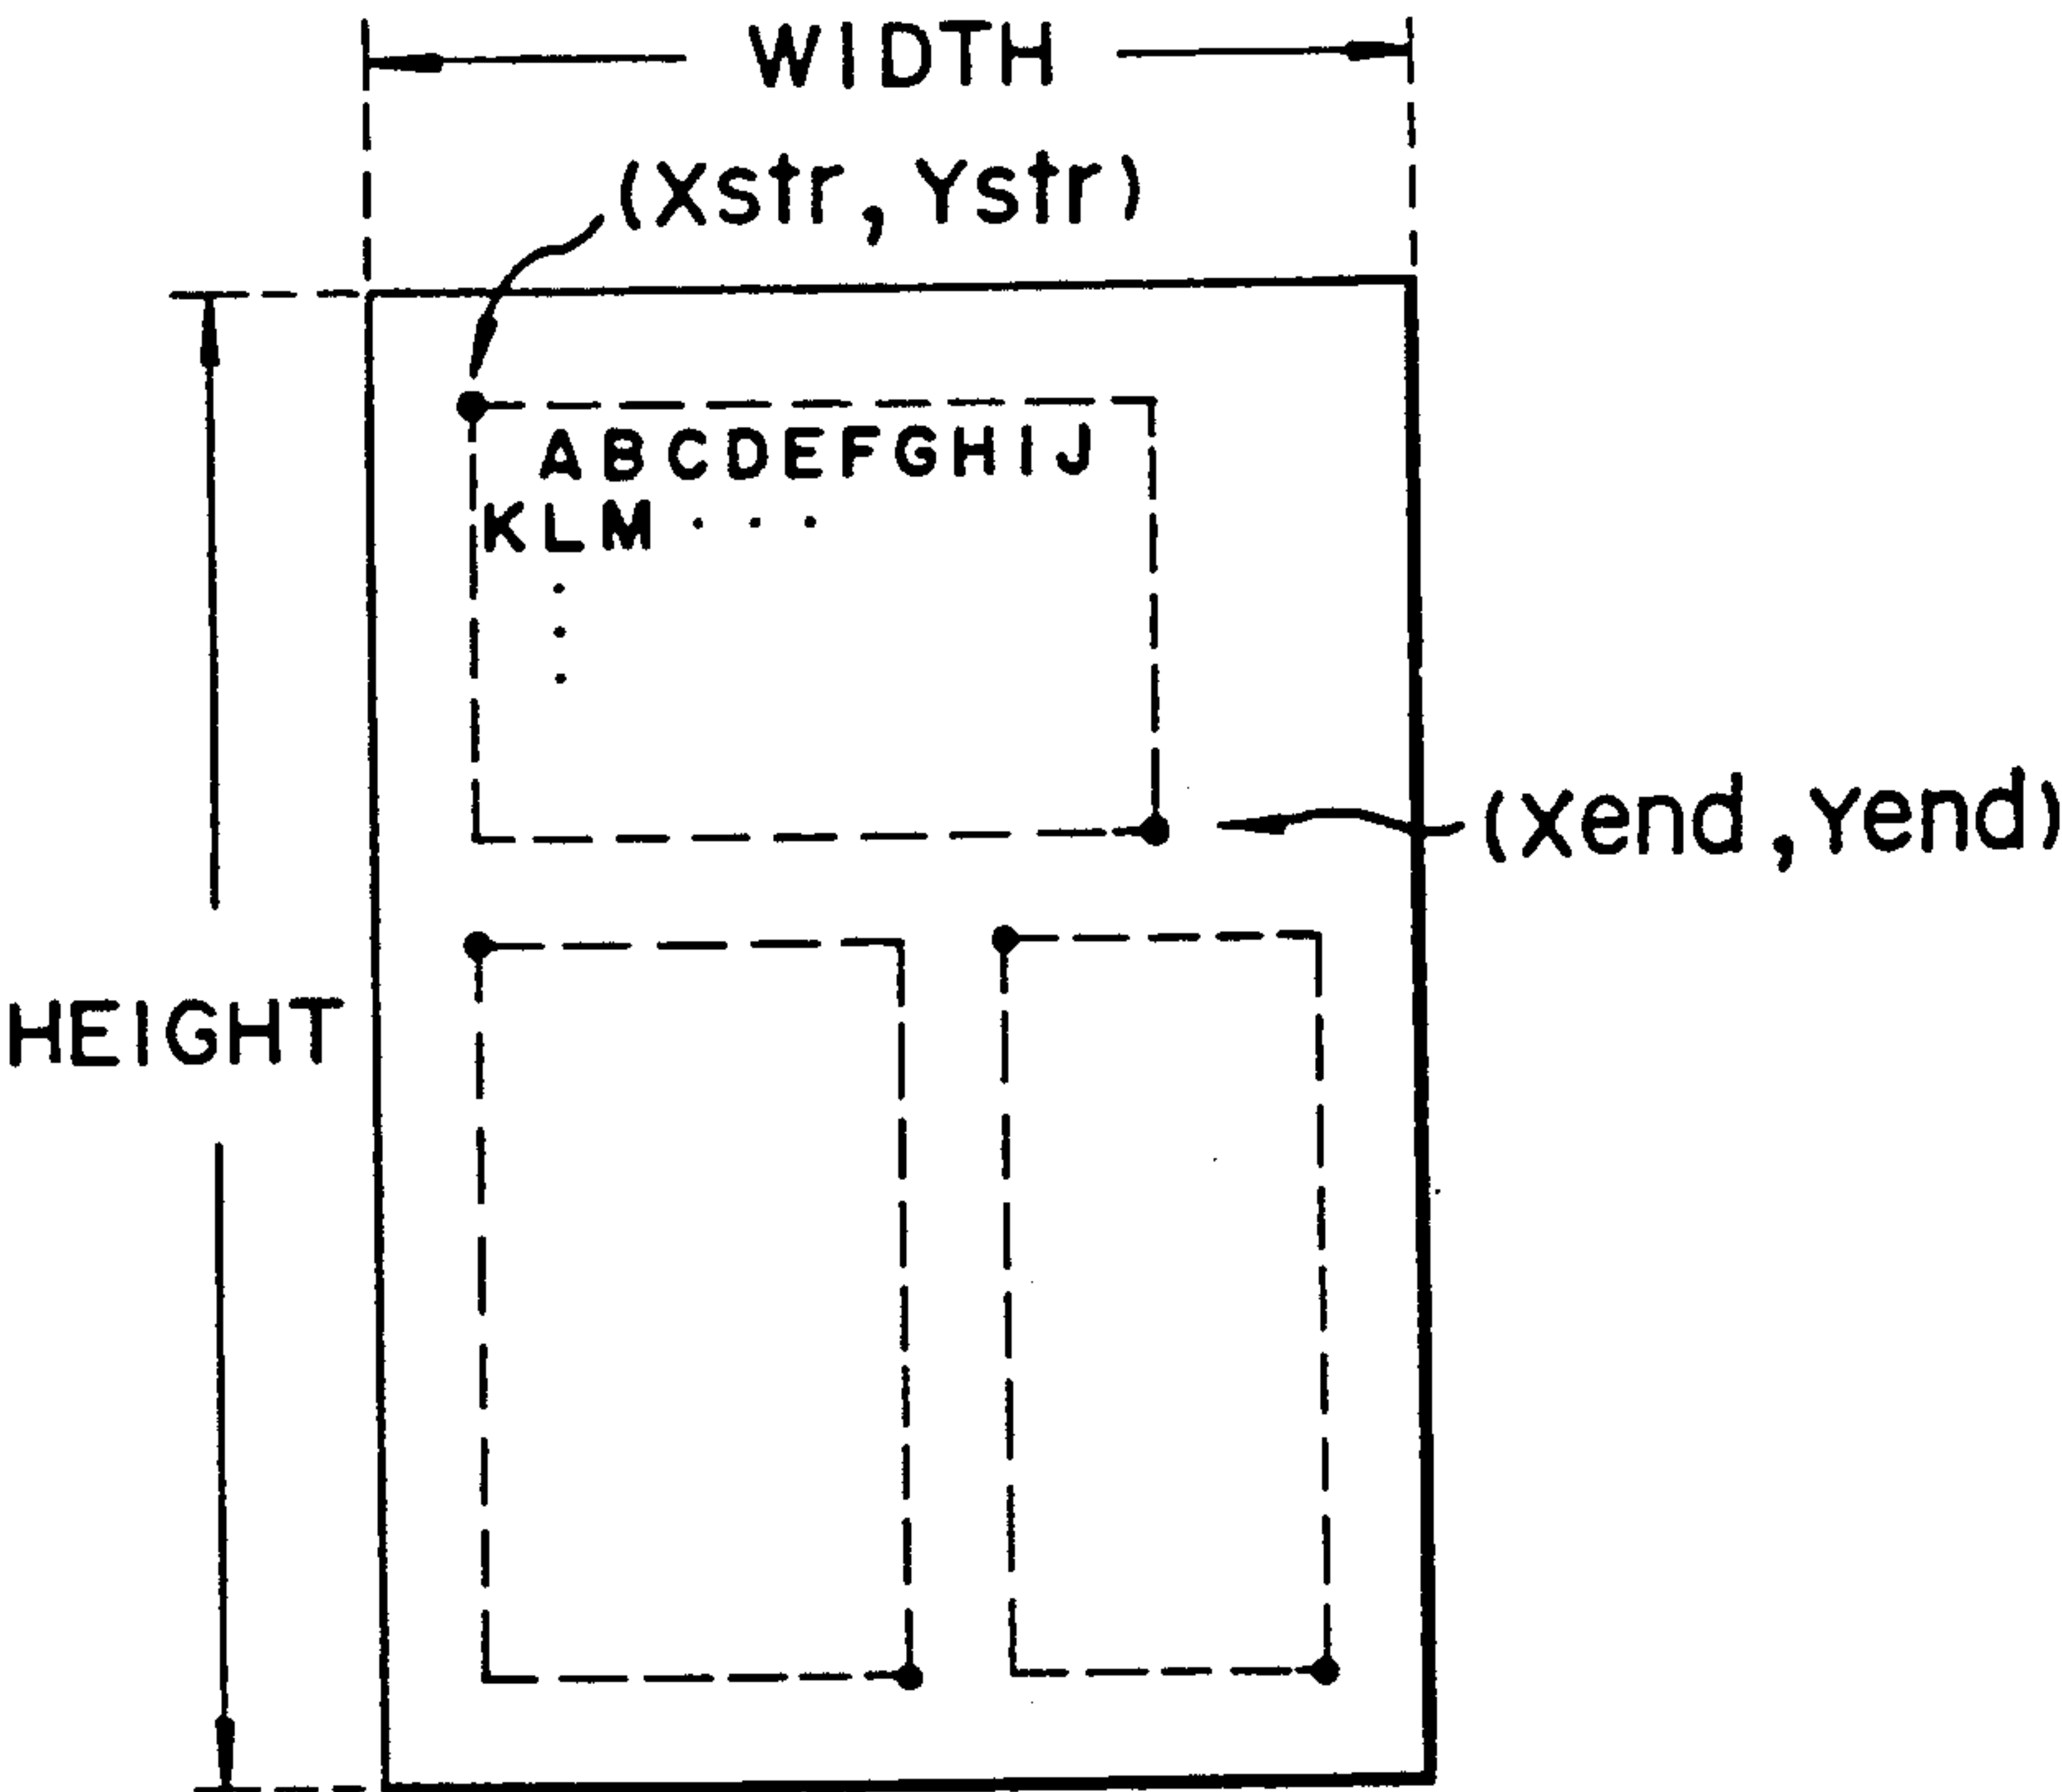 WIDTH
(Xstr, Ystr)
ABCDEFGHIJ
KLM · · ·
(Xend, Yend)
HEIGHT